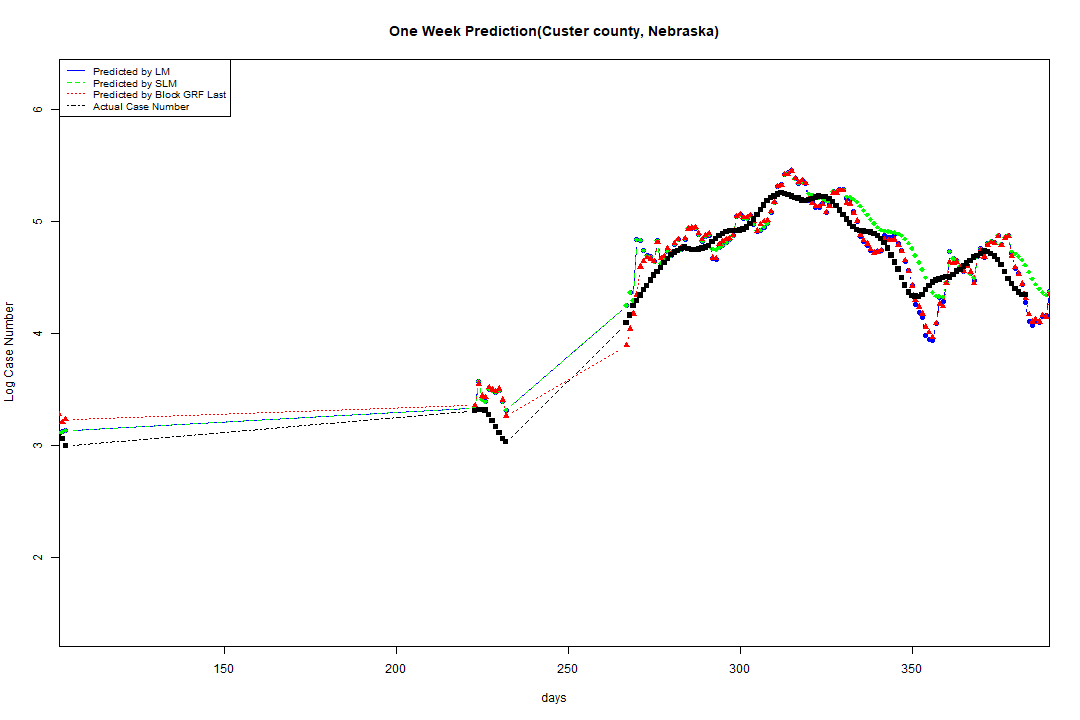 One Week Prediction(Custer county, Nebraska)
Predicted by LM
Predicted by SLM
Predicted by Block GRF Last
Actual Case Number
6
5
4
3
2
Log Case Number
150
200
250
300
350
days